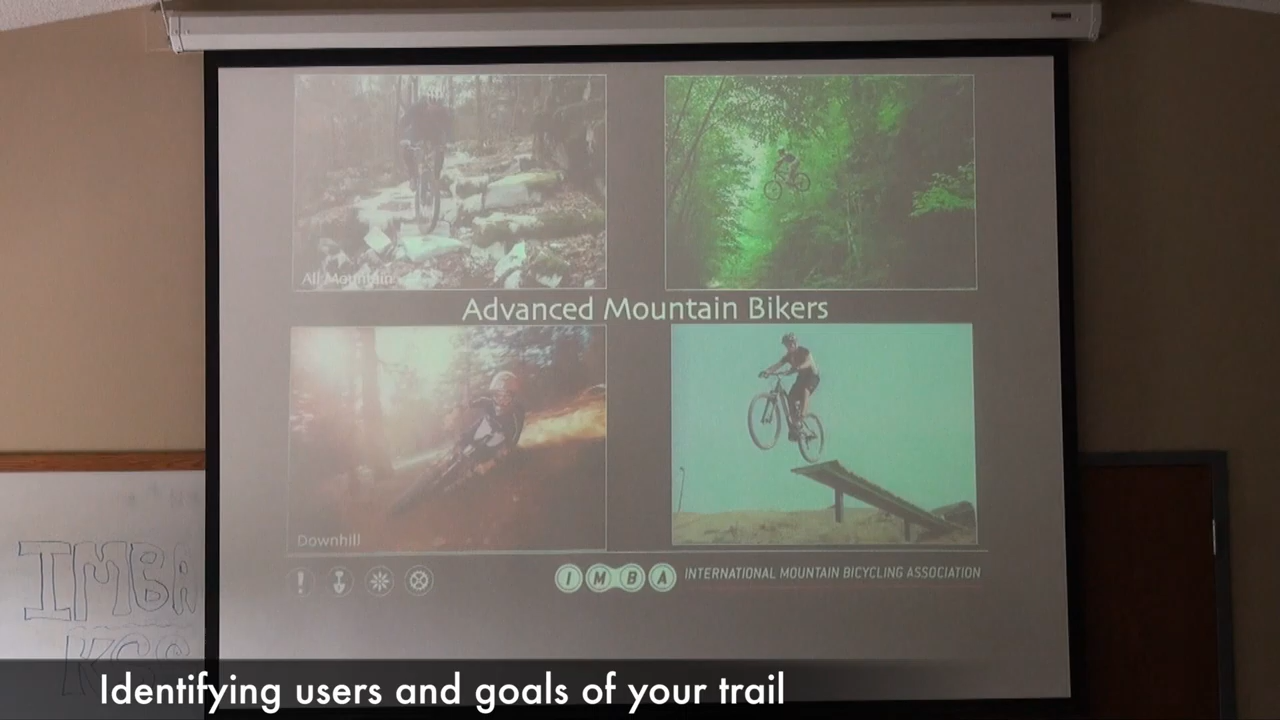 All Mountain
Advanced Mountain Bikers
Downhill
IMBA INTERNATIONAL MOUNTAIN BICYCLING ASSOCIATION
IMBA
KCS
Identifying users and goals of your trail